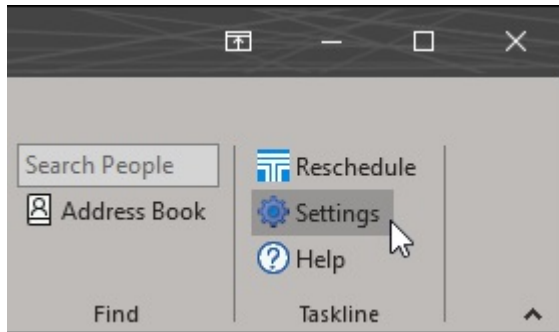 Search People
Address Book
Find
Reschedule
Settings
Help
Taskline